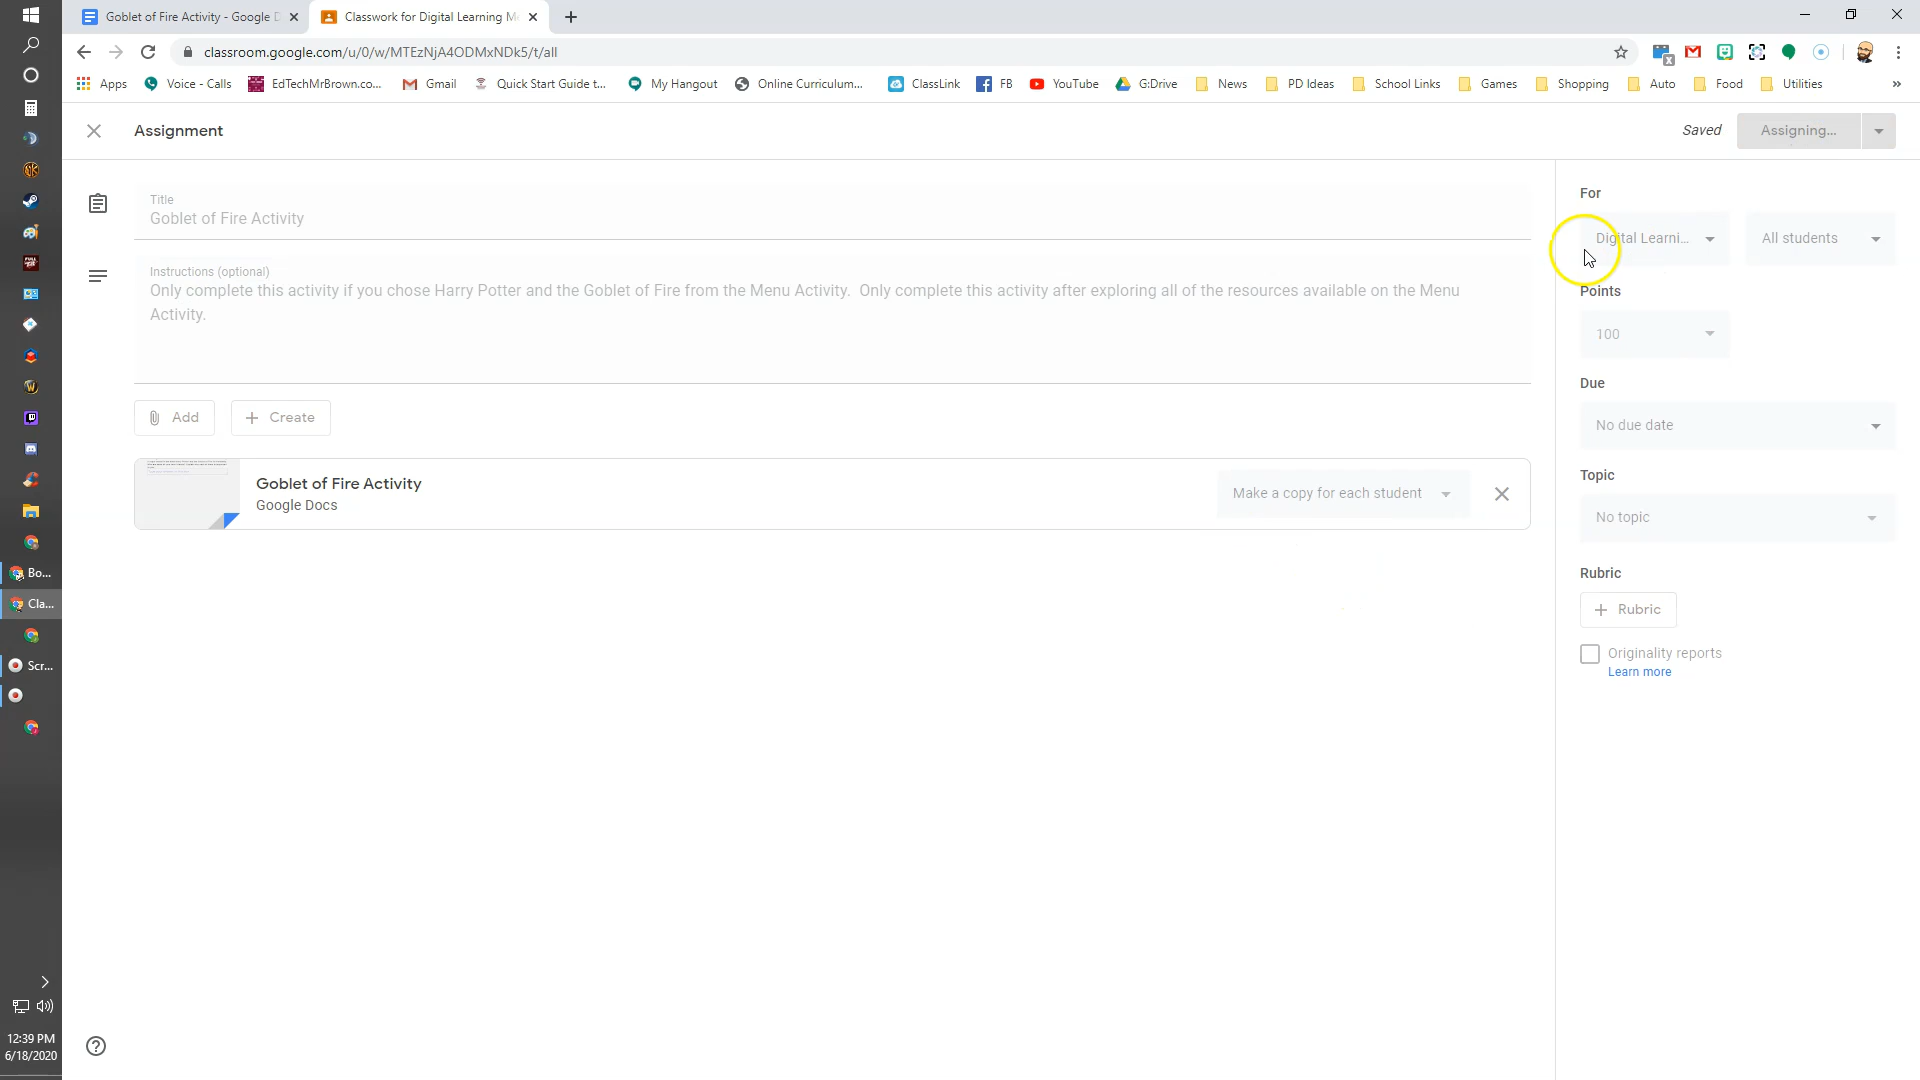 Goblet of Fire Activity - Google D
Classwork for Digital Learning M
classroom.google.com/u/0/w/MTEzNjA4ODMxNDk5/t/all
Apps
Voice - Calls
EdTechMrBrown.co...
Gmail
Quick Start Guide t...
My Hangout
Online Curriculum...
ClassLink
FB
YouTube
G:Drive
News
PD Ideas
School Links
Games
Shopping
Auto
Food
Utilities
»
Assignment
Saved
Assigning...
Title
Goblet of Fire Activity
Instructions (optional)
Only complete this activity if you chose Harry Potter and the Goblet of Fire from the Menu Activity.  Only complete this activity after exploring all of the resources available on the Menu
Activity.
Add
Create
Goblet of Fire Activity
Google Docs
Make a copy for each student
For
Digital Learni...
All students
Points
100
Due
No due date
Topic
No topic
Rubric
Rubric
Originality reports
Learn more
Bo...
Cla...
Scr...
12:39 PM
6/18/2020